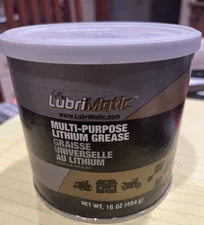 LubriMatic
www.LubriMatic.com
MULTI-PURPOSE
LITHIUM GREASE
GRAISSE
UNIVERSELLE
AU LITHIUM
NET WT. 16 OZ (454 g)